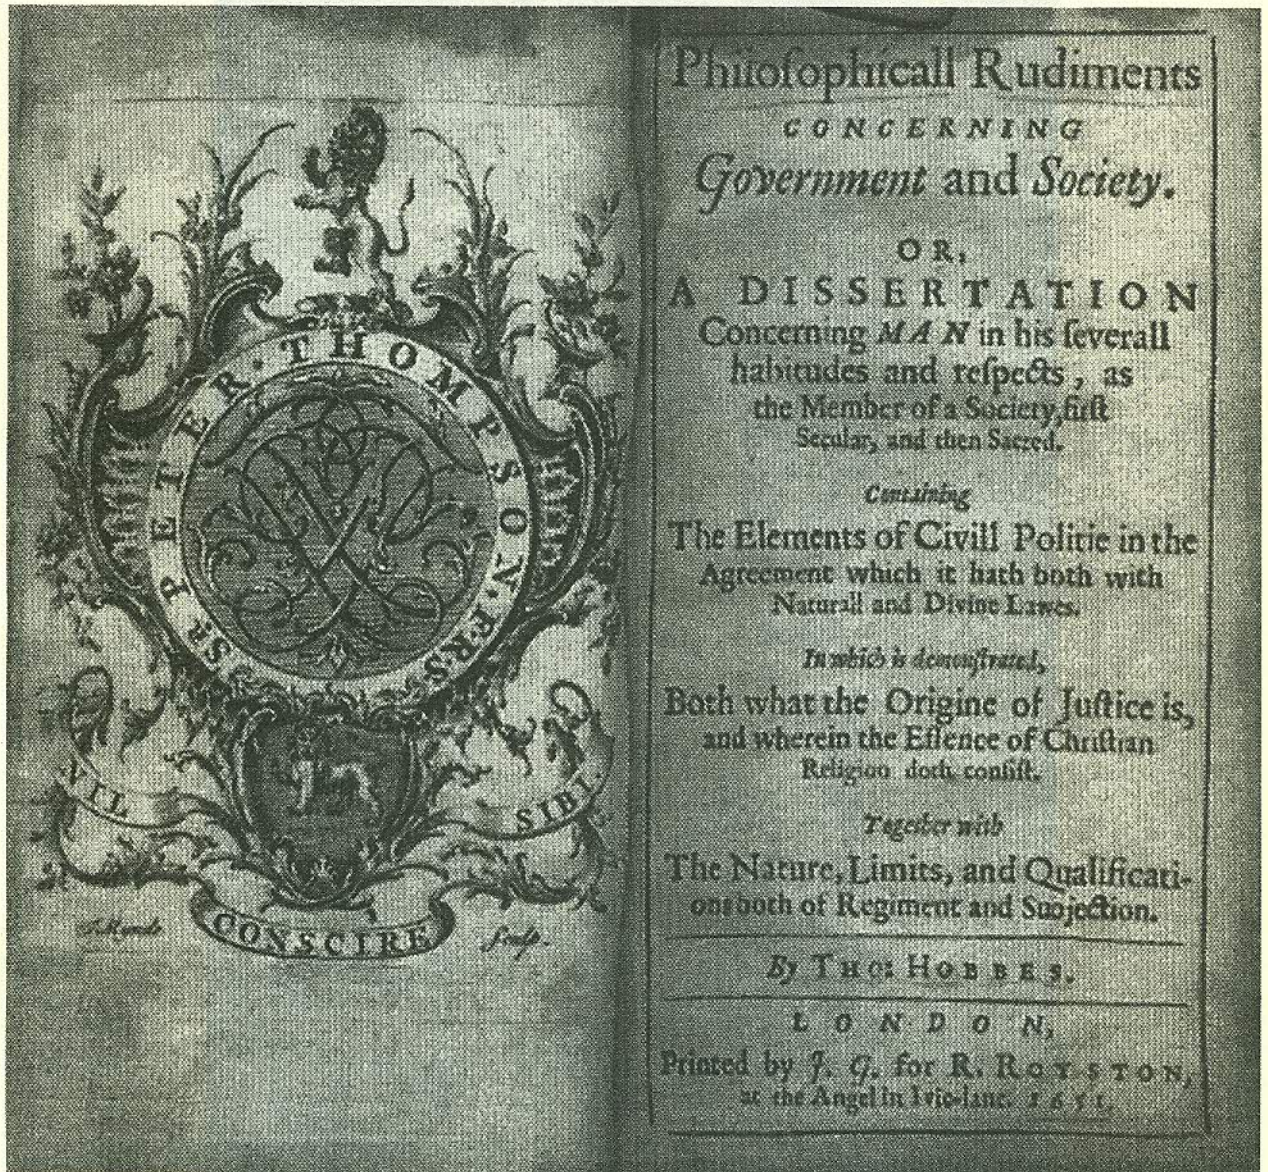 SR. PETER. THOMPSON. F.R.S.
NIL
CONSCIRE
SIBI.
Sculp.
Philoſophicall Rudiments
CONCERNING
Government and Society.
OR,
A DISSERTATION
Concerning MAN in his ſeverall
habitudes and reſpects, as
the Member of a Society, firſt
Secular, and then Sacred.
Containing
The Elements of Civill Politie in the
Agreement which it hath both with
Naturall and Divine Lawes.
In which is demonſtrated,
Both what the Origine of Juſtice is,
and wherein the Eſſence of Chriſtian
Religion doth conſiſt.
Together with
The Nature, Limits, and Qualificati-
ons both of Regiment and Subjection.
By THO: HOBBES.
LONDON,
Printed by J. G. for R. ROYSTON,
at the Angel in Ivie-lane. 1651.